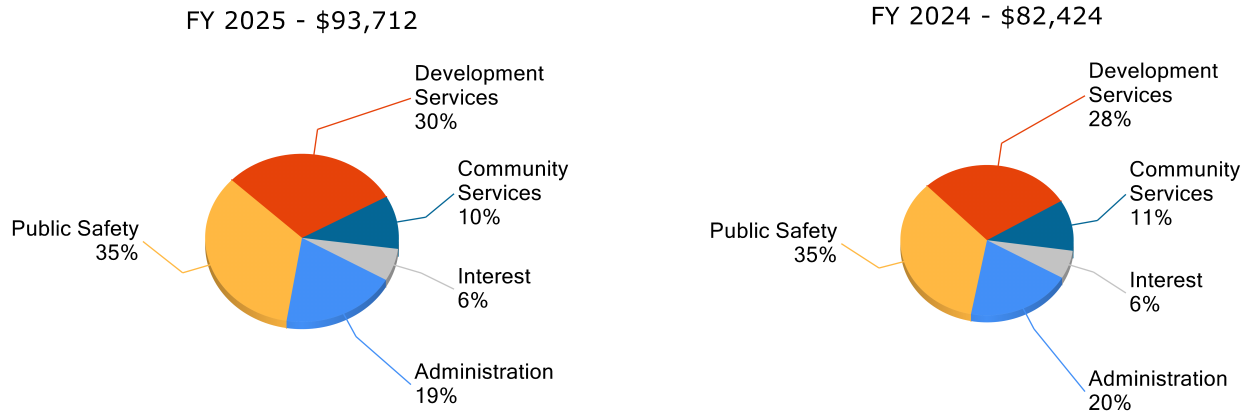 FY 2025 - $93,712
Development
Services
30%
Community
Services
10%
Public Safety
35%
Interest
6%
Administration
19%
FY 2024 - $82,424
Development
Services
28%
Community
Services
11%
Public Safety
35%
Interest
6%
Administration
20%